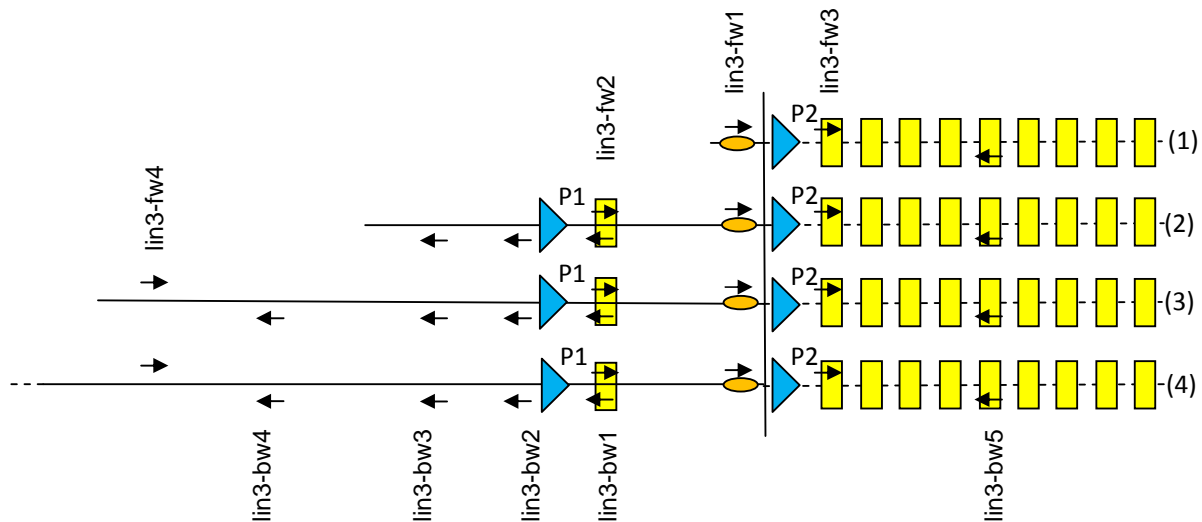 lin3-fw1
lin3-fw3
lin3-fw2
lin3-fw4
P2
(1)
P1
P2
(2)
P1
P2
(3)
P1
P2
(4)
lin3-bw4
lin3-bw3
lin3-bw2
lin3-bw1
lin3-bw5